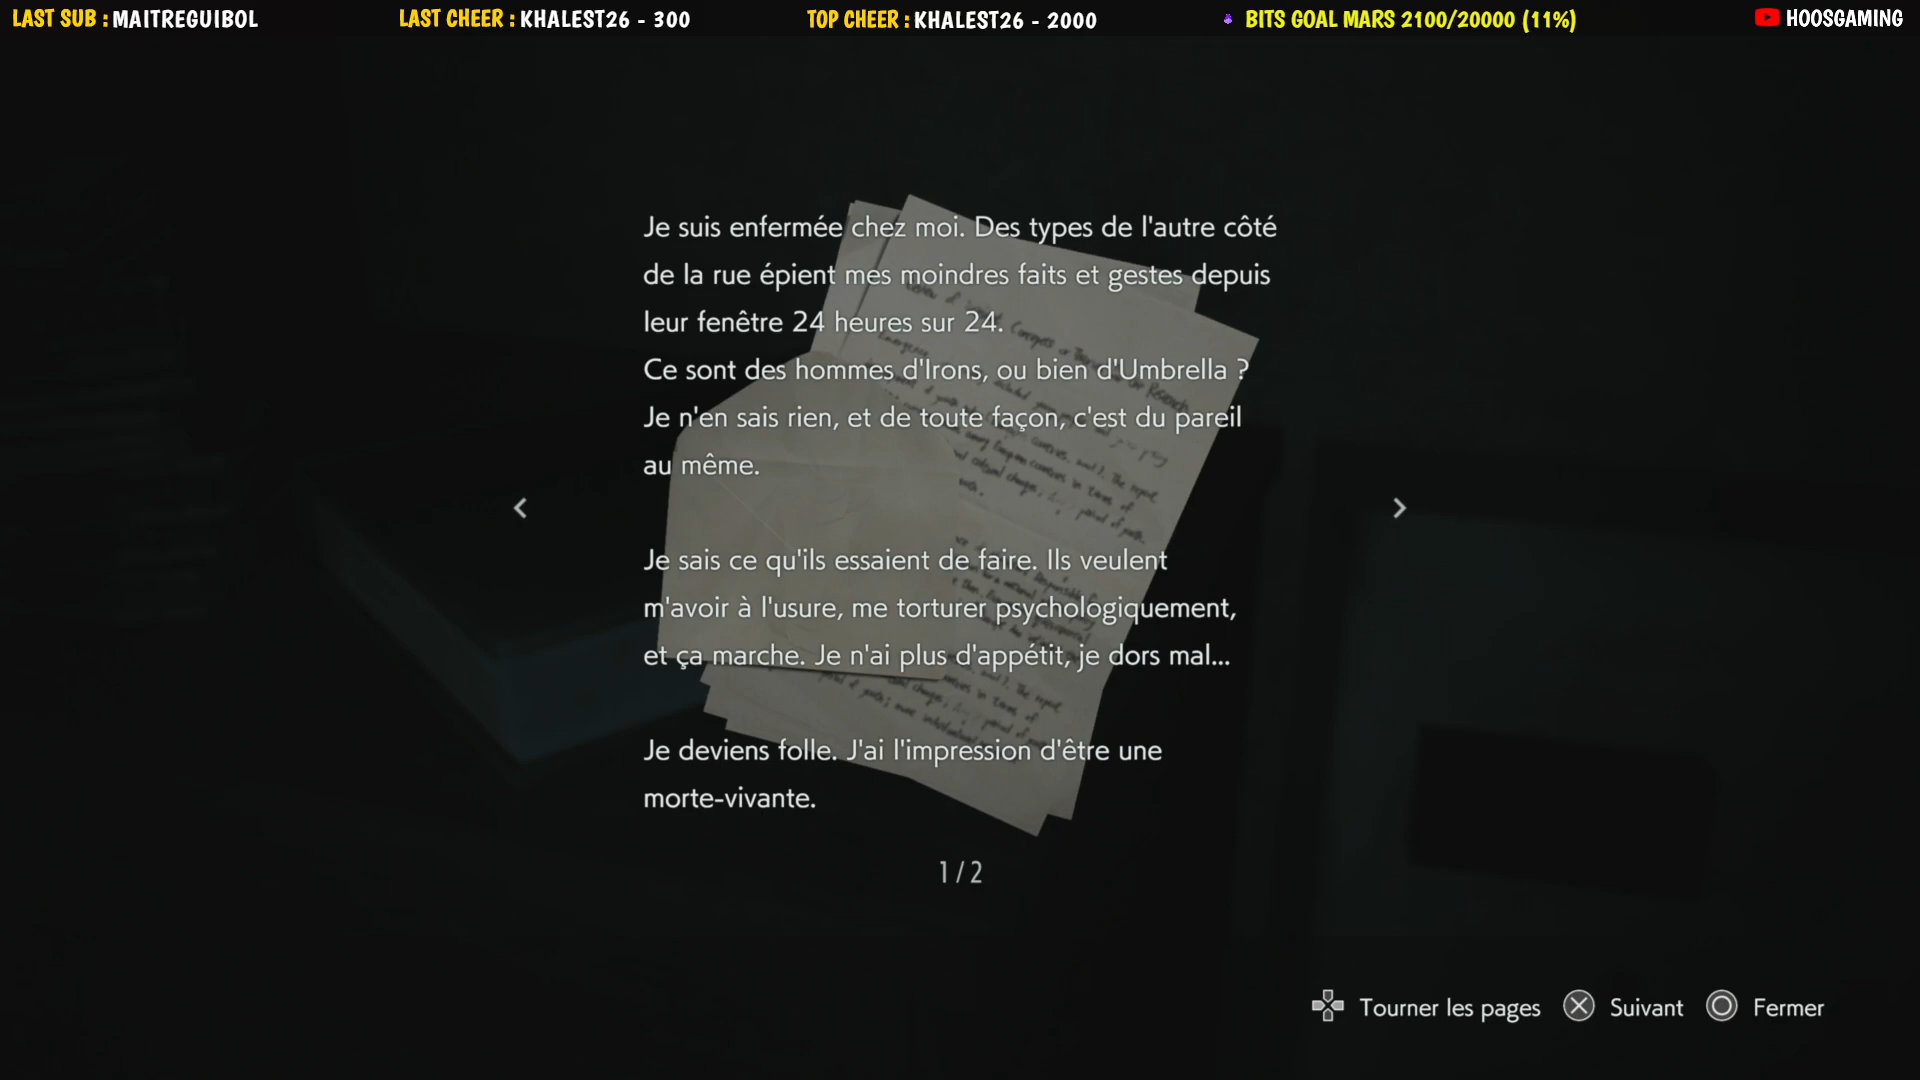 LAST SUB : MAITREGUIBOL
LAST CHEER : KHALEST26 - 300
TOP CHEER : KHALEST26 - 2000
BITS GOAL MARS 2100/20000 (11%)
HOOSGAMING
Je suis enfermée chez moi. Des types de l'autre côté
de la rue épient mes moindres faits et gestes depuis
leur fenêtre 24 heures sur 24.
Ce sont des hommes d'Irons, ou bien d'Umbrella ?
Je n'en sais rien, et de toute façon, c'est du pareil
au même.
Je sais ce qu'ils essaient de faire. Ils veulent
m'avoir à l'usure, me torturer psychologiquement,
et ça marche. Je n'ai plus d'appétit, je dors mal...
Je deviens folle. J'ai l'impression d'être une
morte-vivante.
1 / 2
Tourner les pages
Suivant
Fermer